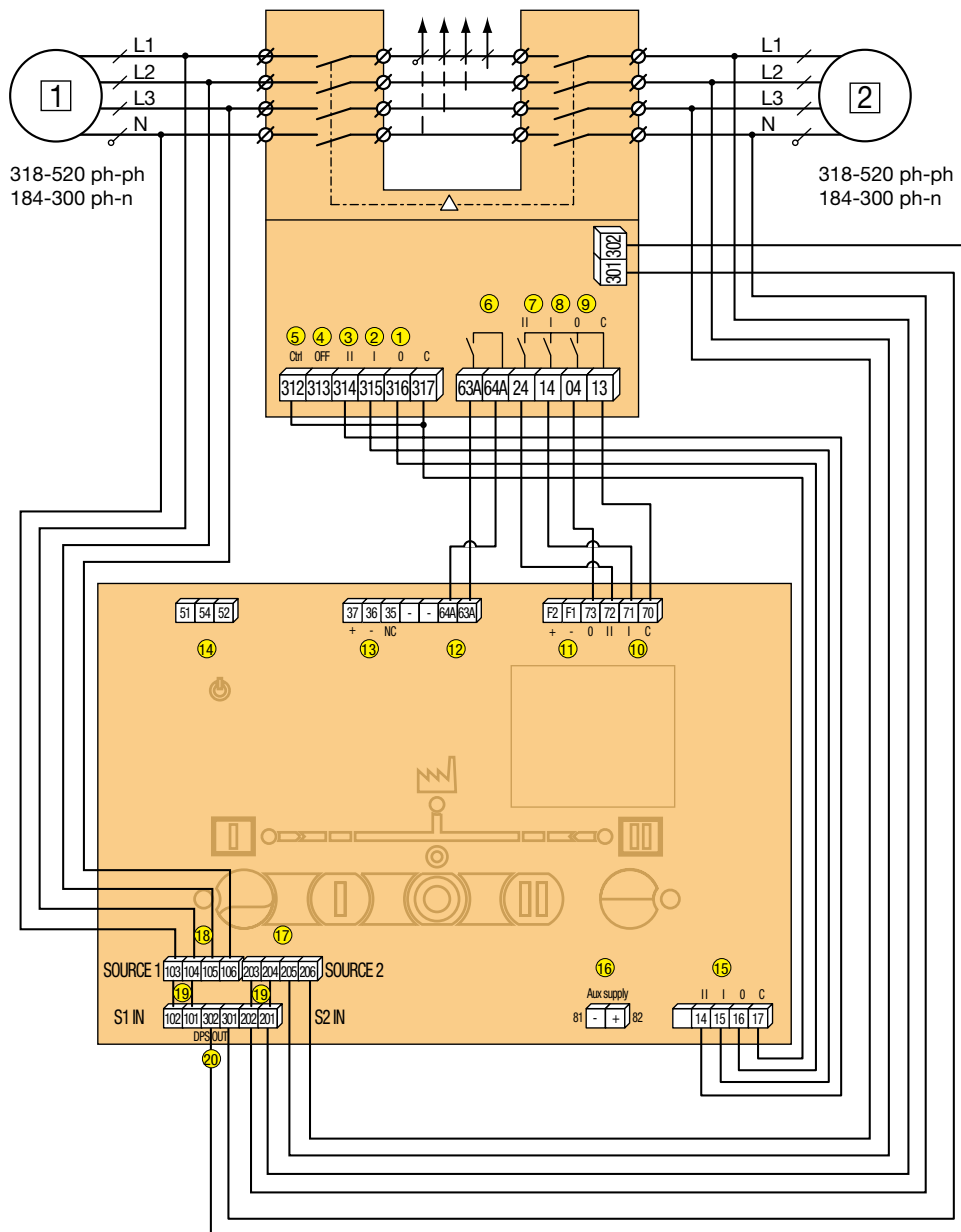 L1 L1
L2 L2
1 2
L3 L3
N N
318-520 ph-ph 318-520 ph-ph
184-300 ph-n 184-300 ph-n
301 302
6 7 8 9
II I 0 C
5 4 3 2 1
Ctrl OFF II I 0 C
312 313 314 315 316 317
63A 64A 24 14 04 13
51 54 52
37 36 35 - - 64A 63A
F2 F1 73 72 71 70
+ - NC
+ - 0 II I C
14 13 12 11 10
18 17
SOURCE 1 103 104 105 106 203 204 205 206 SOURCE 2
19 19
S1 IN 102 101 302 301 202 201 S2 IN
DPS OUT
20
16
Aux supply
81 - + 82
15
II I 0 C
14 15 16 17